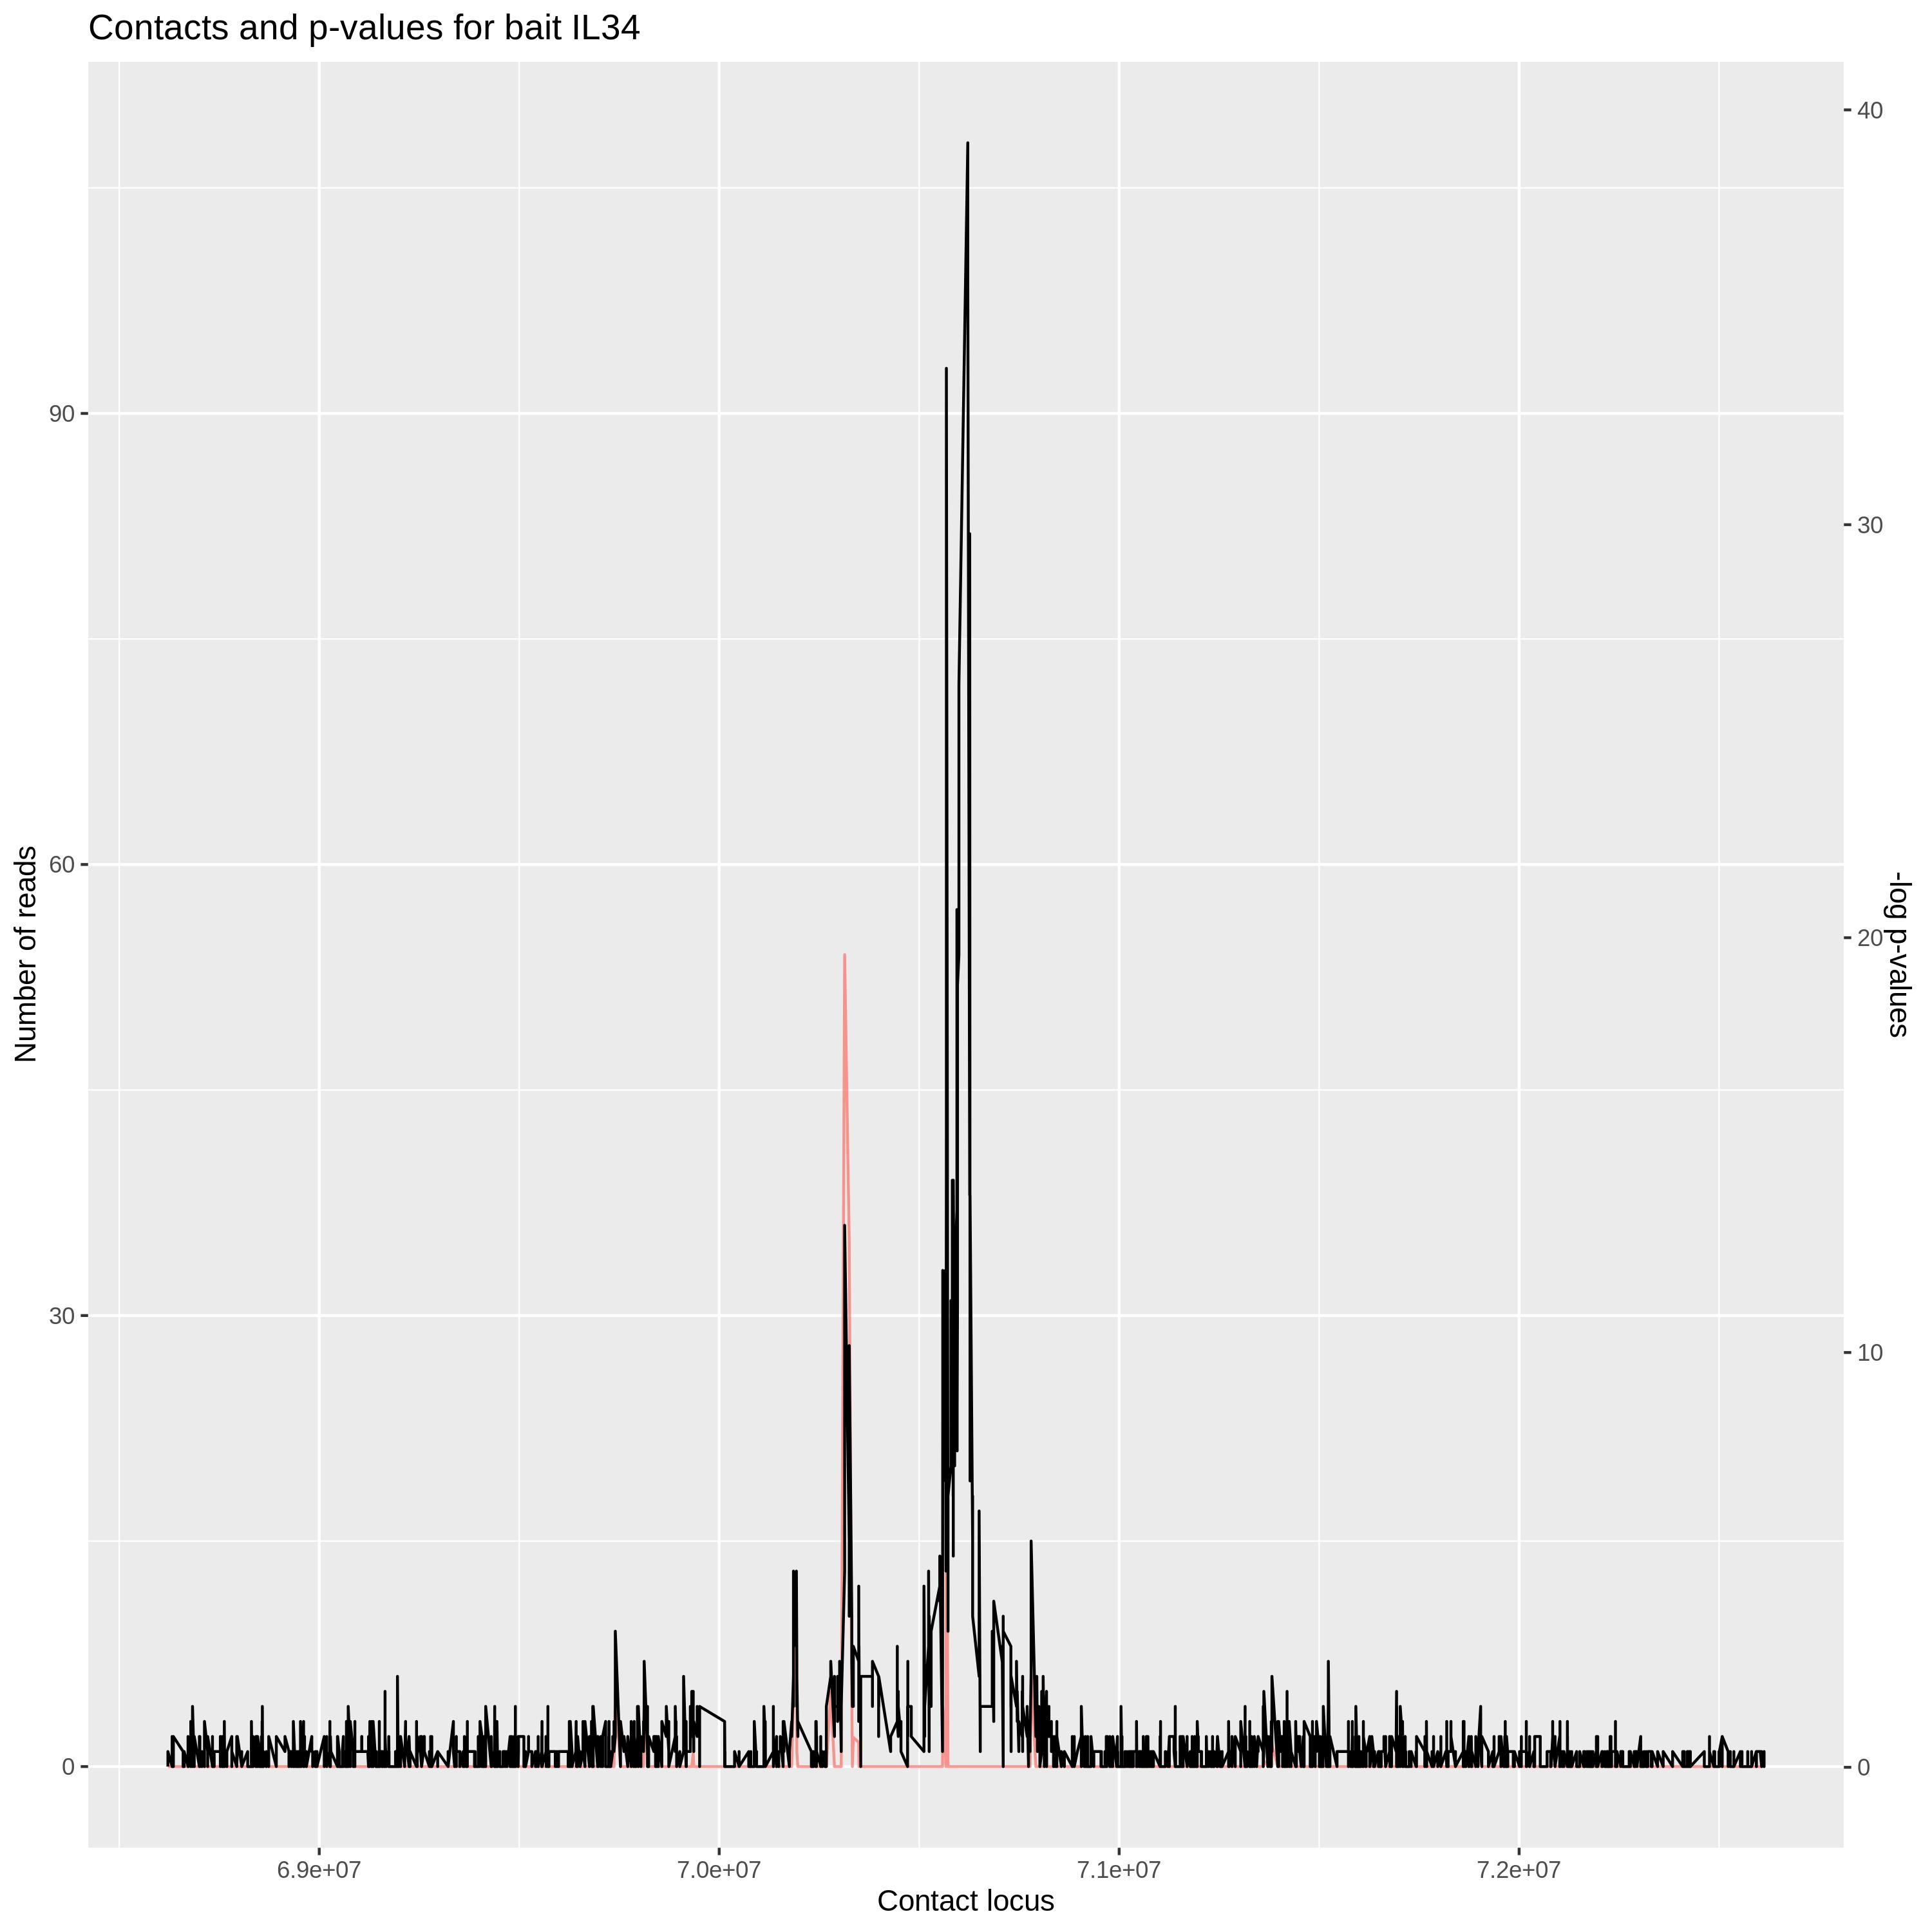 Contacts and p-values for bait IL34
40
90
30
60
20
30
10
0
0
Number of reads
-log p-values
6.9e+07 7.0e+07 7.1e+07 7.2e+07
Contact locus